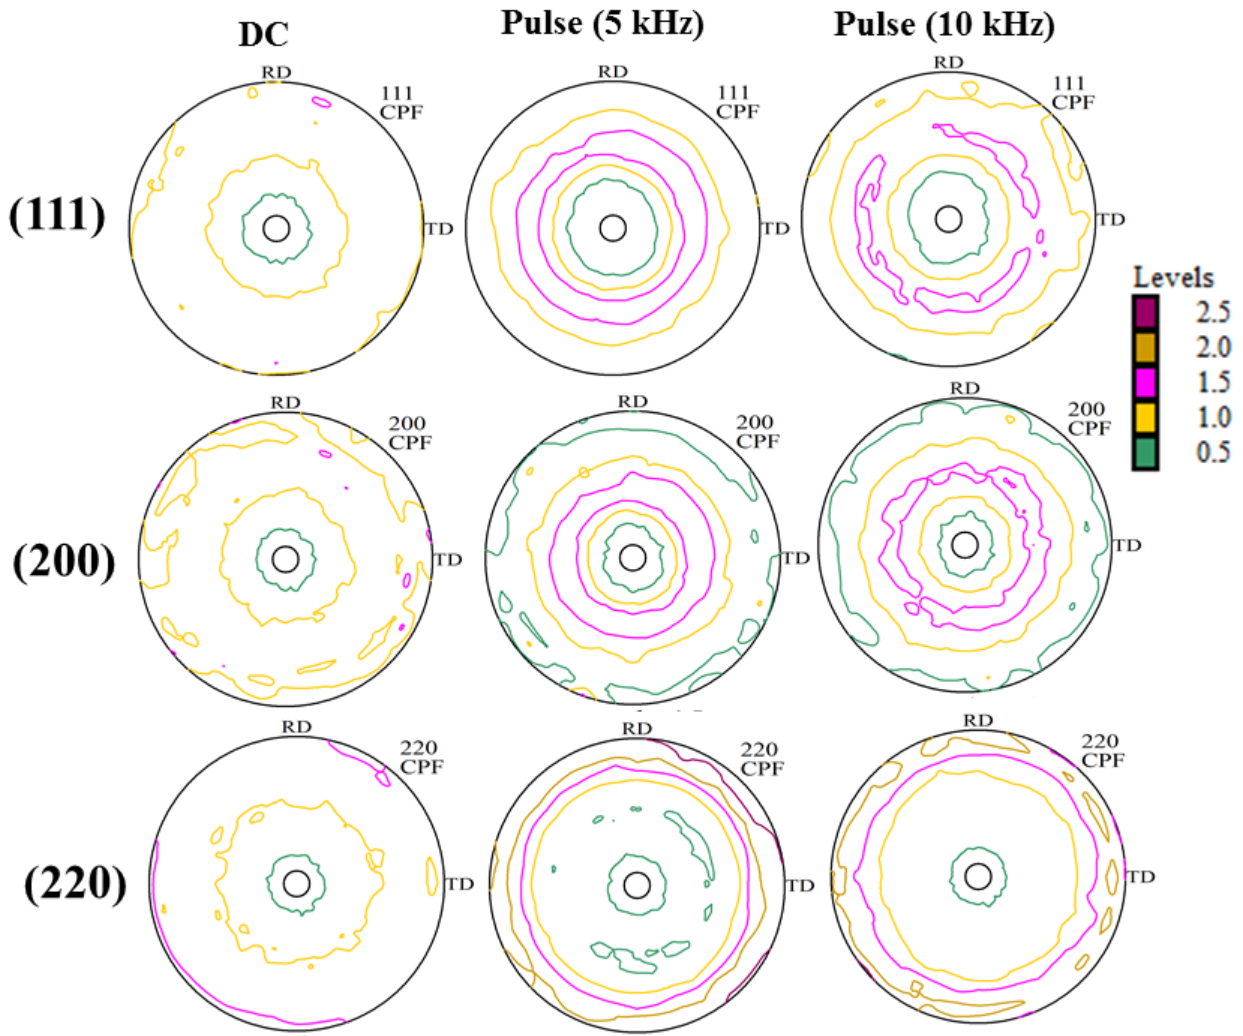 DC
Pulse (5 kHz)
Pulse (10 kHz)
RD
111
CPF
TD
RD
111
CPF
TD
RD
111
CPF
TD
(111)
Levels
2.5
2.0
1.5
1.0
0.5
RD
200
CPF
TD
RD
200
CPF
TD
RD
200
CPF
TD
(200)
RD
220
CPF
TD
RD
220
CPF
TD
RD
220
CPF
TD
(220)